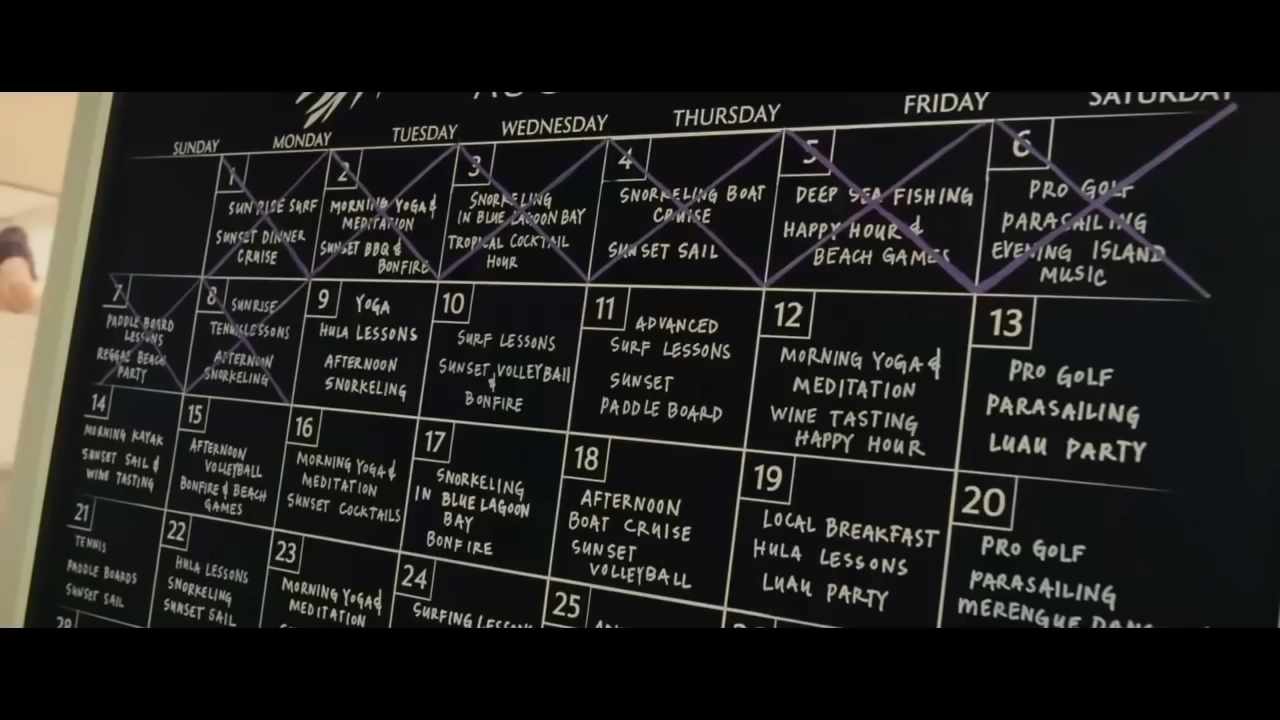 AUG
SUNDAY MONDAY TUESDAY WEDNESDAY THURSDAY FRIDAY SATURDAY
1
SUNRISE SURF
SUNSET DINNER
CRUISE
2
MORNING YOGA &
MEDITATION
SUNSET BBQ &
BONFIRE
3
SNORKELING
IN BLUE LAGOON BAY
TROPICAL COCKTAIL
HOUR
4
SNORKELING BOAT
CRUISE
SUNSET SAIL
5
DEEP SEA FISHING
HAPPY HOUR &
BEACH GAMES
6
PRO GOLF
PARASAILING
EVENING ISLAND
MUSIC
7
PADDLE BOARD
LESSONS
REGGAE BEACH
PARTY
8
SUNRISE
TENNIS LESSONS
AFTERNOON
SNORKELING
9
YOGA
HULA LESSONS
AFTERNOON
SNORKELING
10
SURF LESSONS
SUNSET VOLLEYBALL
&
BONFIRE
11
ADVANCED
SURF LESSONS
SUNSET
PADDLE BOARD
12
MORNING YOGA &
MEDITATION
WINE TASTING
HAPPY HOUR
13
PRO GOLF
PARASAILING
LUAU PARTY
14
MORNING KAYAK
SUNSET SAIL &
WINE TASTING
15
AFTERNOON
VOLLEYBALL
BONFIRE & BEACH
GAMES
16
MORNING YOGA &
MEDITATION
SUNSET COCKTAILS
17
SNORKELING
IN BLUE LAGOON
BAY
BONFIRE
18
AFTERNOON
BOAT CRUISE
SUNSET
VOLLEYBALL
19
LOCAL BREAKFAST
HULA LESSONS
LUAU PARTY
20
PRO GOLF
PARASAILING
MERENGUE
21
TENNIS
PADDLE BOARDS
SUNSET SAIL
22
HULA LESSONS
SNORKELING
SUNSET SAIL
23
MORNING YOGA &
MEDITATION
24
SURFING LESSONS
25